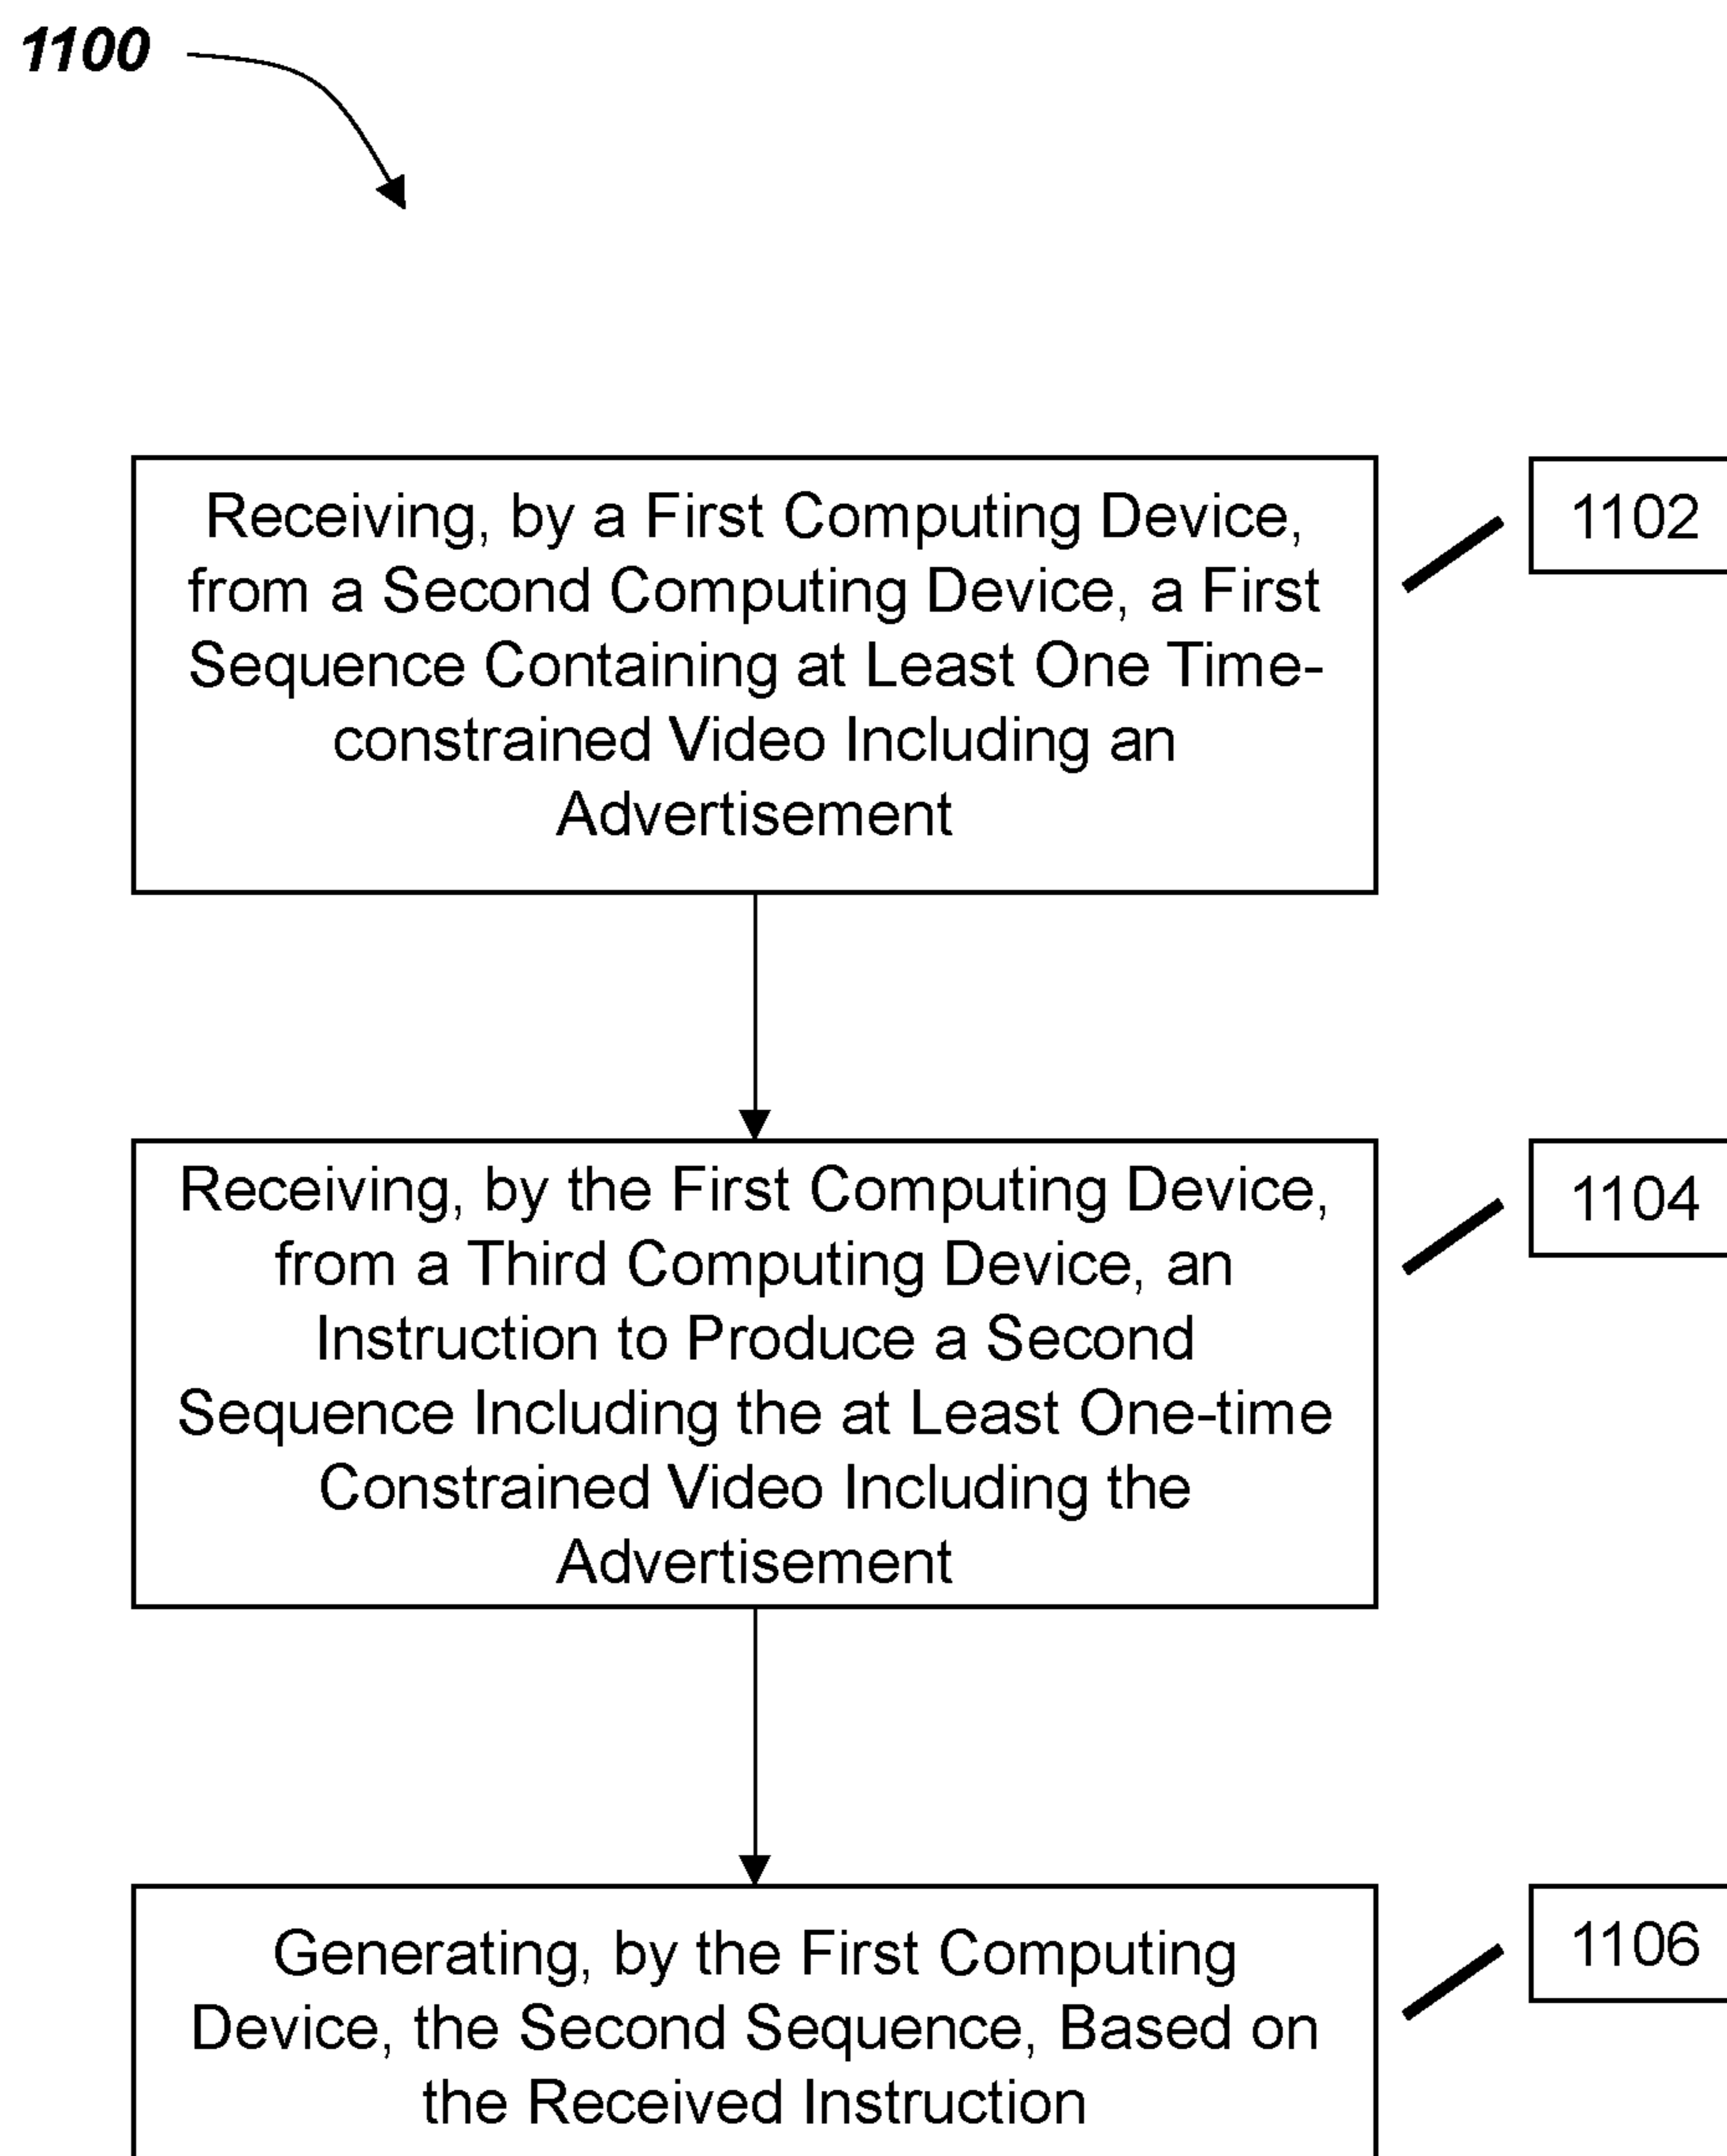 1100
Receiving, by a First Computing Device,
from a Second Computing Device, a First
Sequence Containing at Least One Time-
constrained Video Including an
Advertisement
1102
Receiving, by the First Computing Device,
from a Third Computing Device, an
Instruction to Produce a Second
Sequence Including the at Least One-time
Constrained Video Including the
Advertisement
1104
Generating, by the First Computing
Device, the Second Sequence, Based on
the Received Instruction
1106